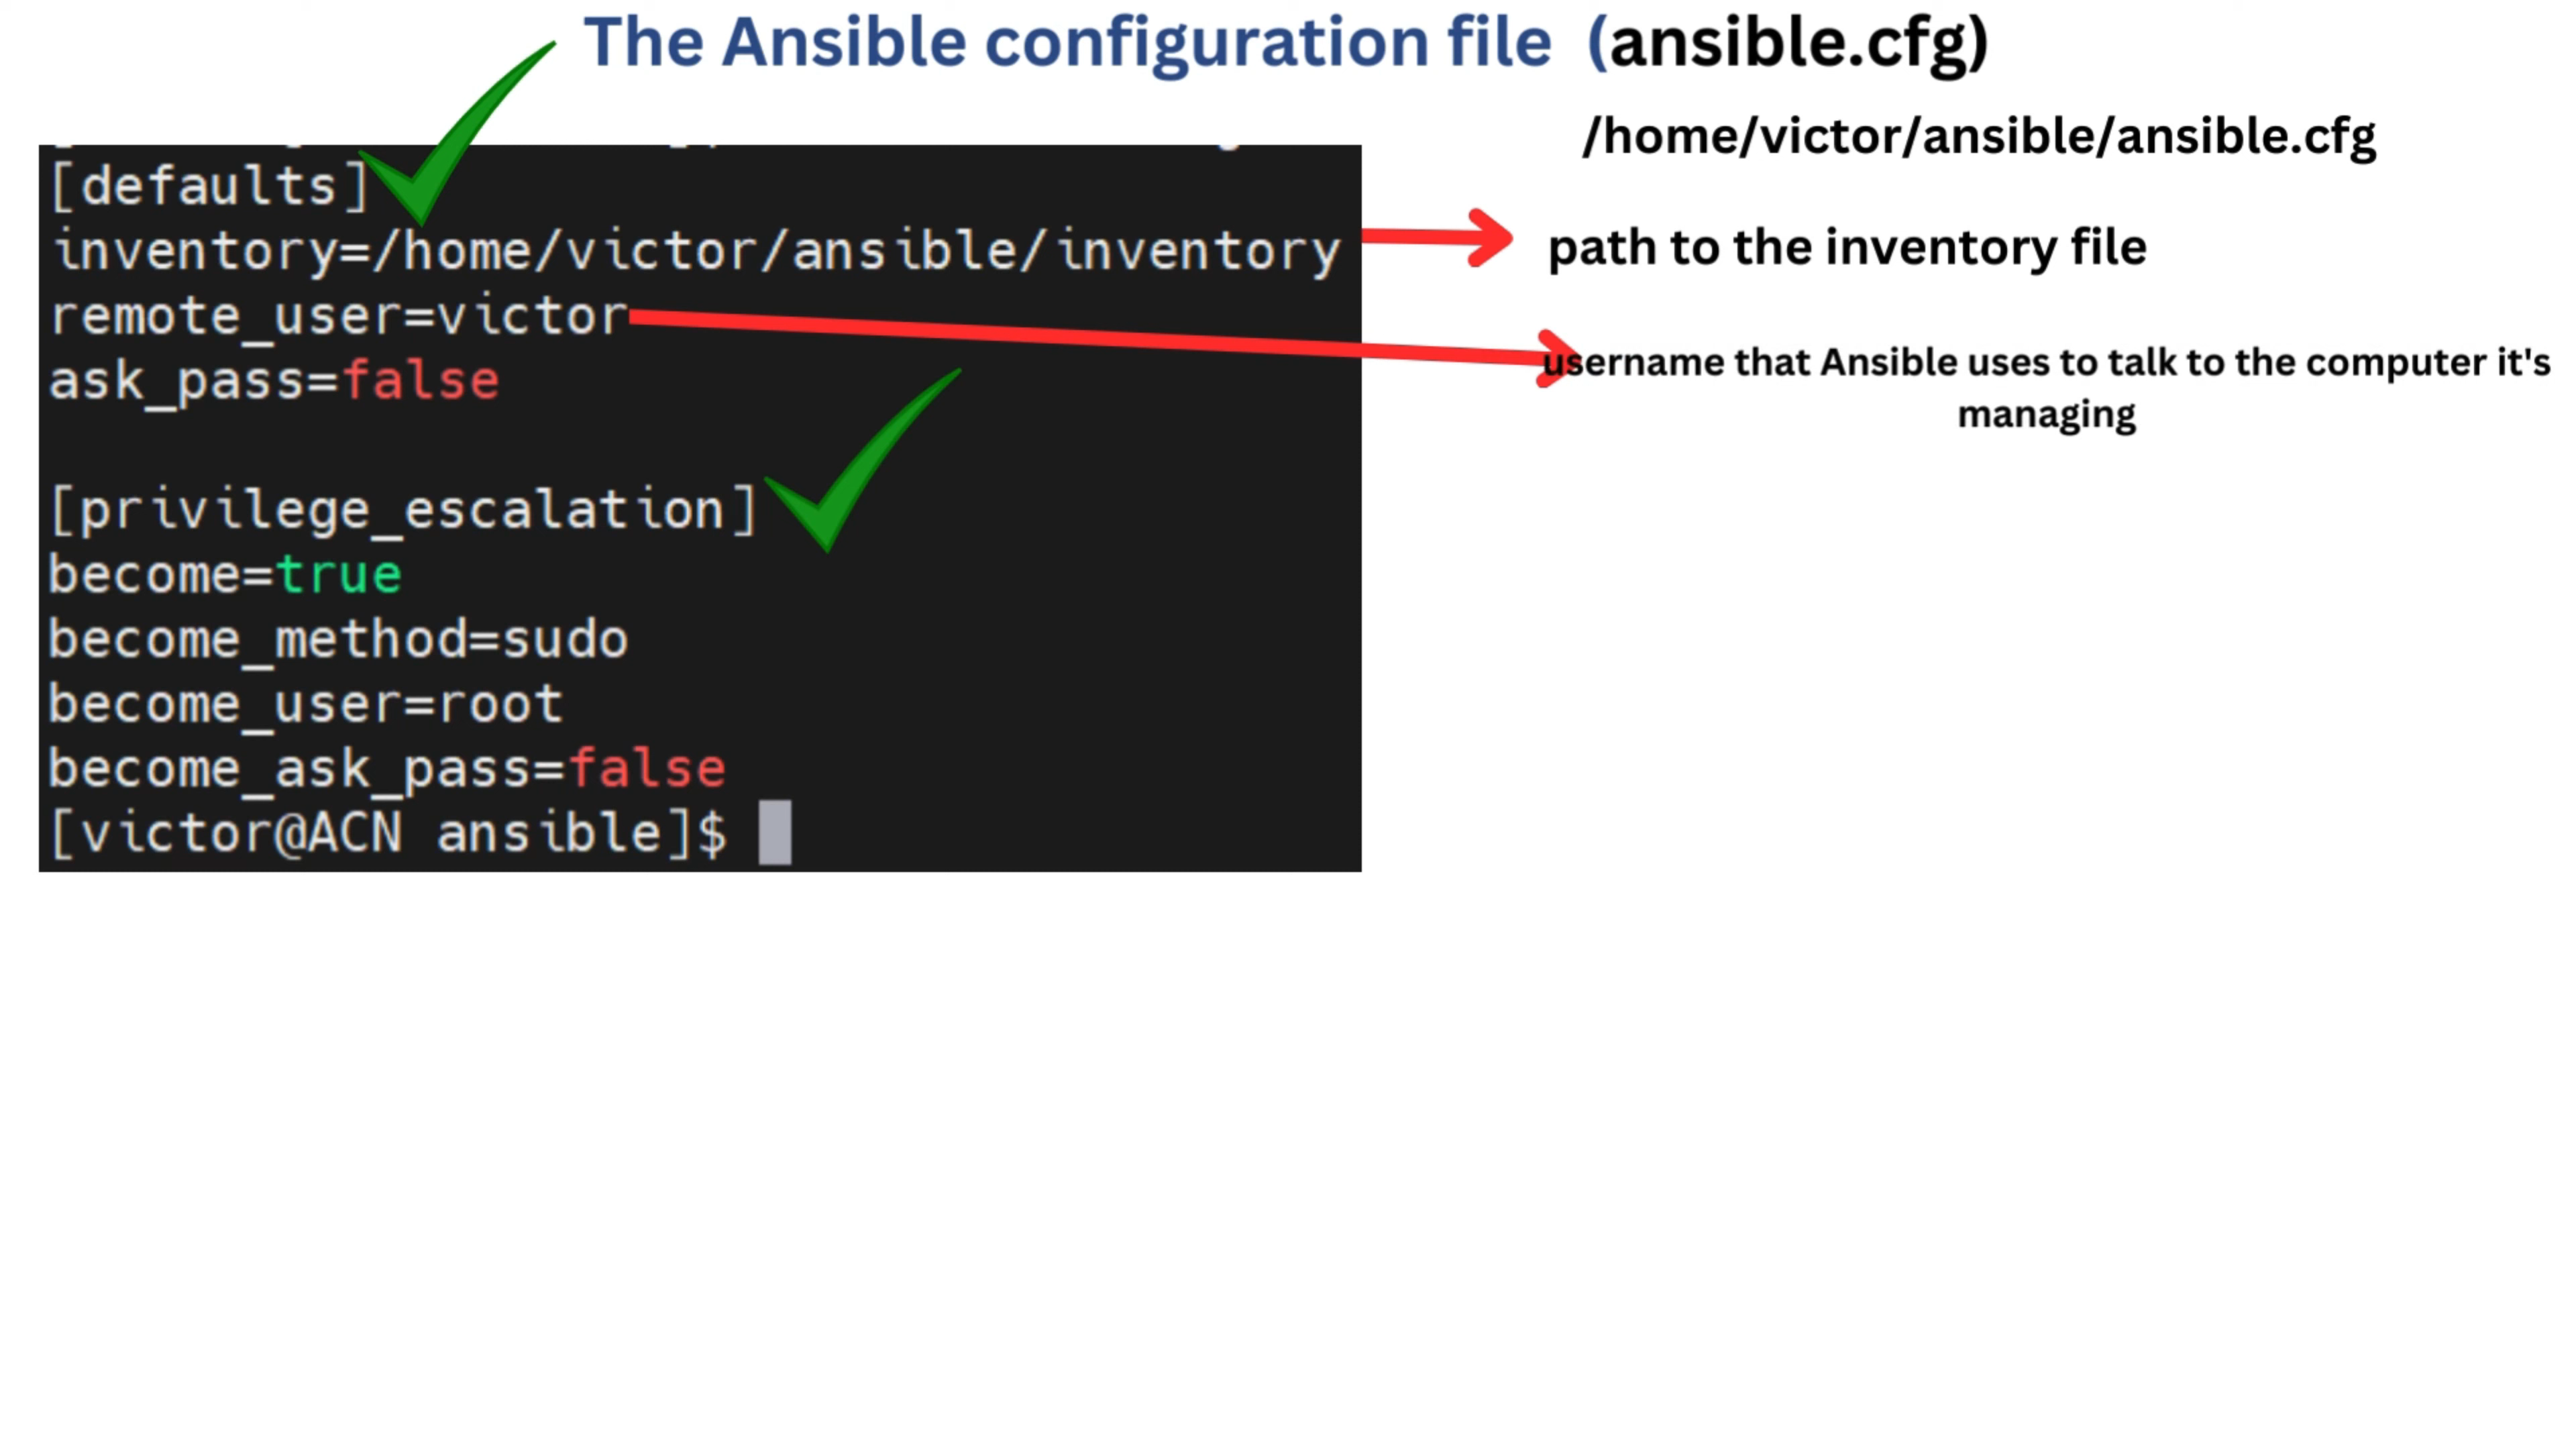 The Ansible configuration file (ansible.cfg)
/home/victor/ansible/ansible.cfg
[defaults]
inventory=/home/victor/ansible/inventory
path to the inventory file
remote_user=victor
username that Ansible uses to talk to the computer it's
managing
ask_pass=false
[privilege_escalation]
become=true
become_method=sudo
become_user=root
become_ask_pass=false
[victor@ACN ansible]$